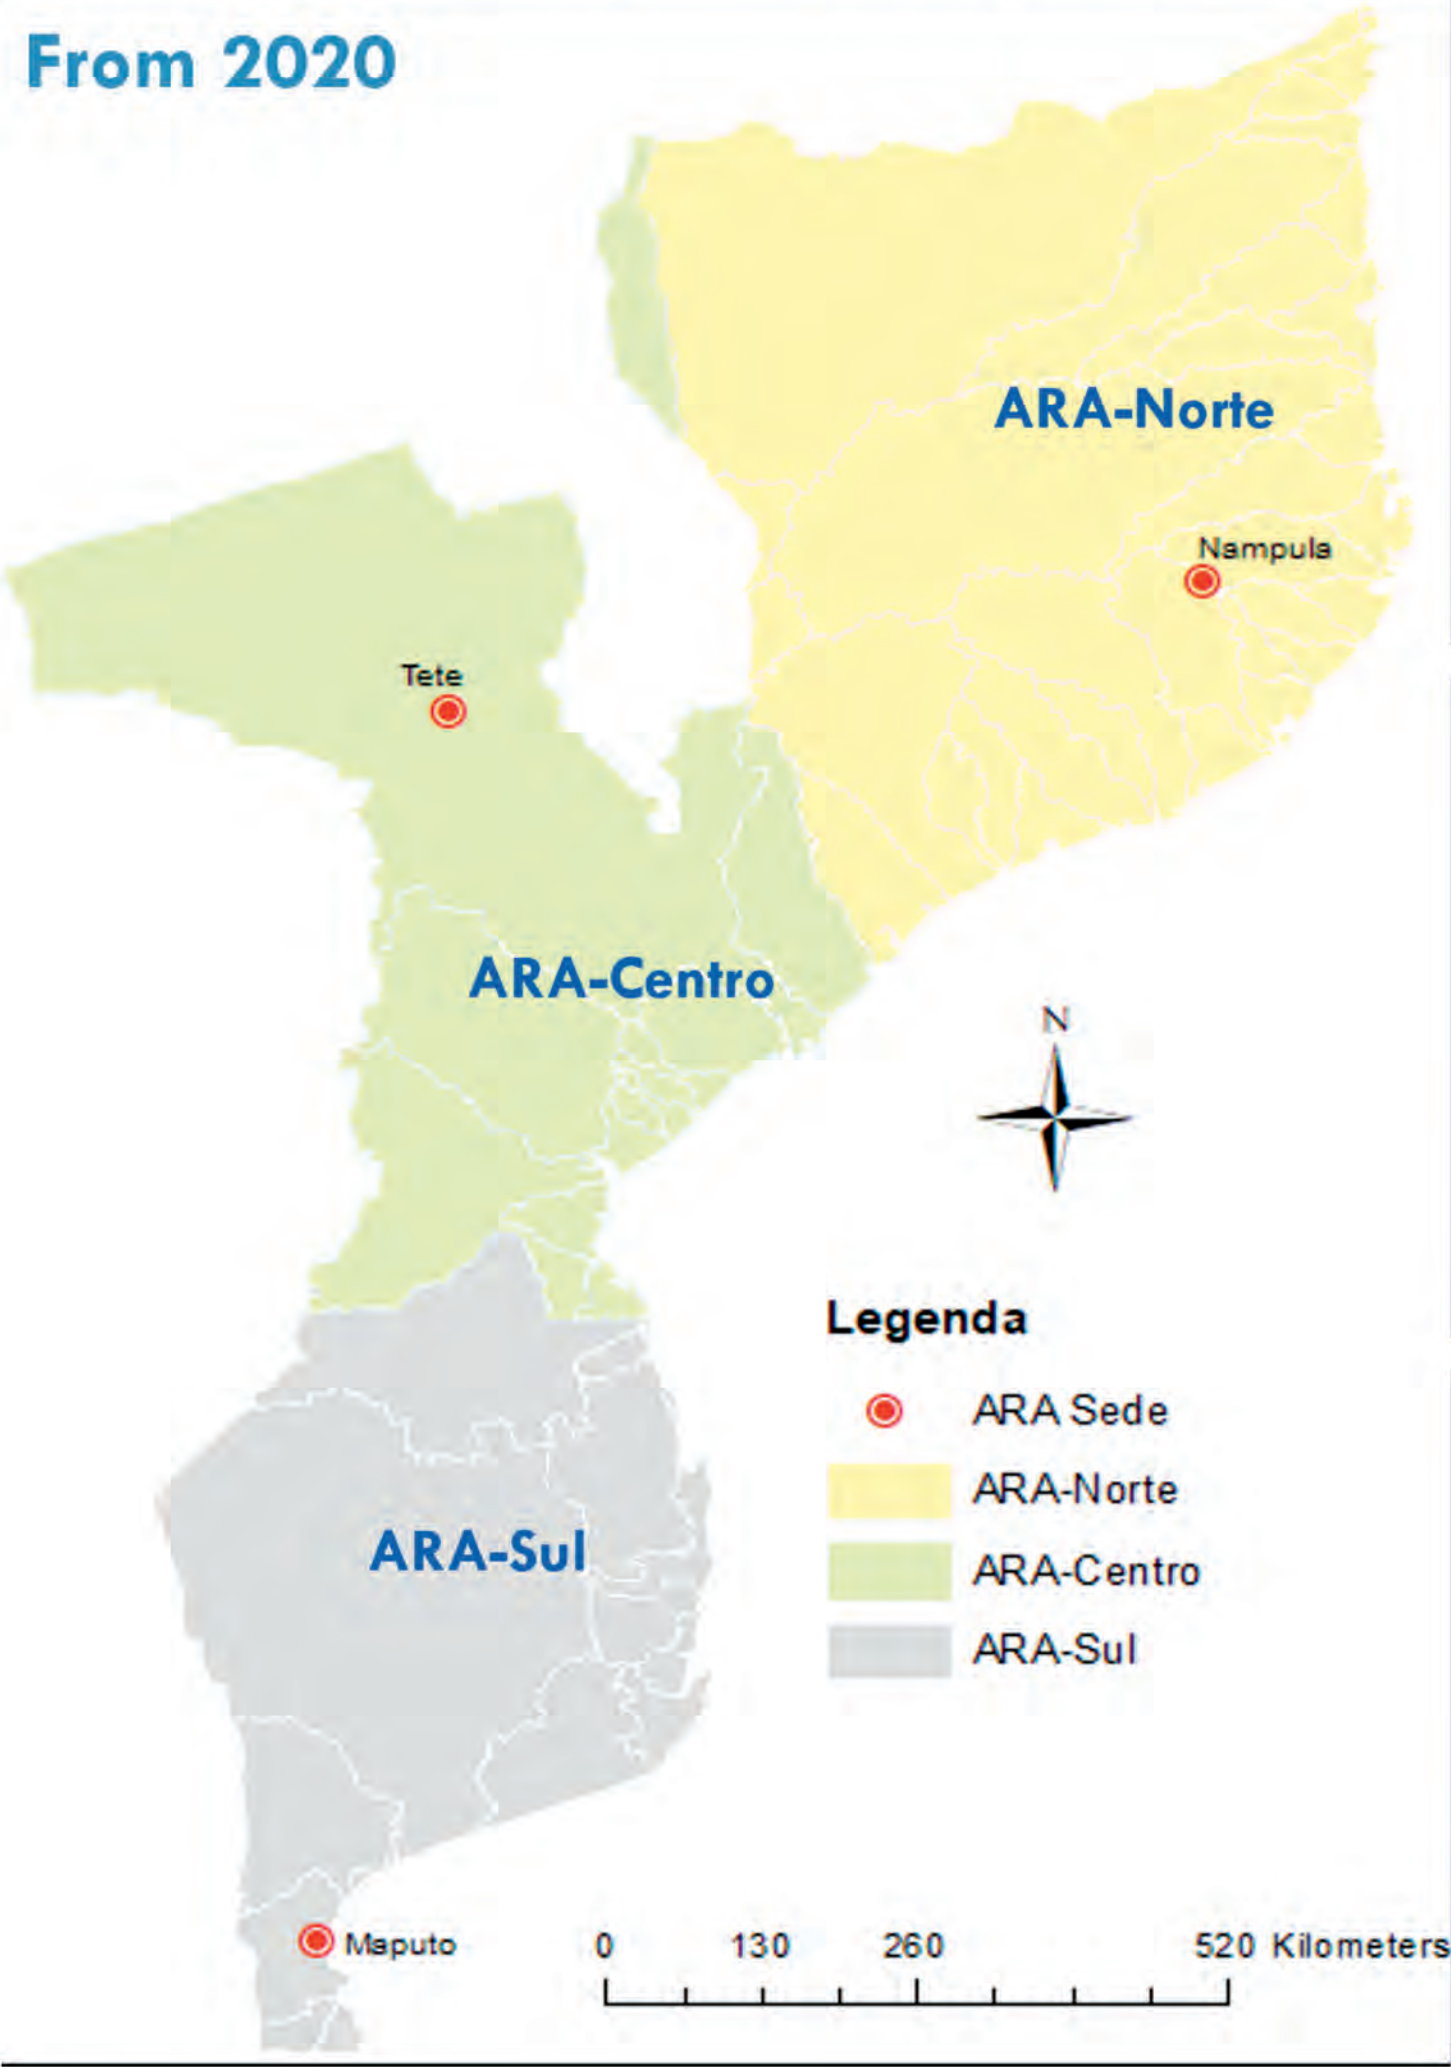 From 2020
ARA-Norte
Nampula
Tete
ARA-Centro
N
Legenda
ARA Sede
ARA-Norte
ARA-Centro
ARA-Sul
ARA-Sul
Maputo
0 130 260 520 Kilometers